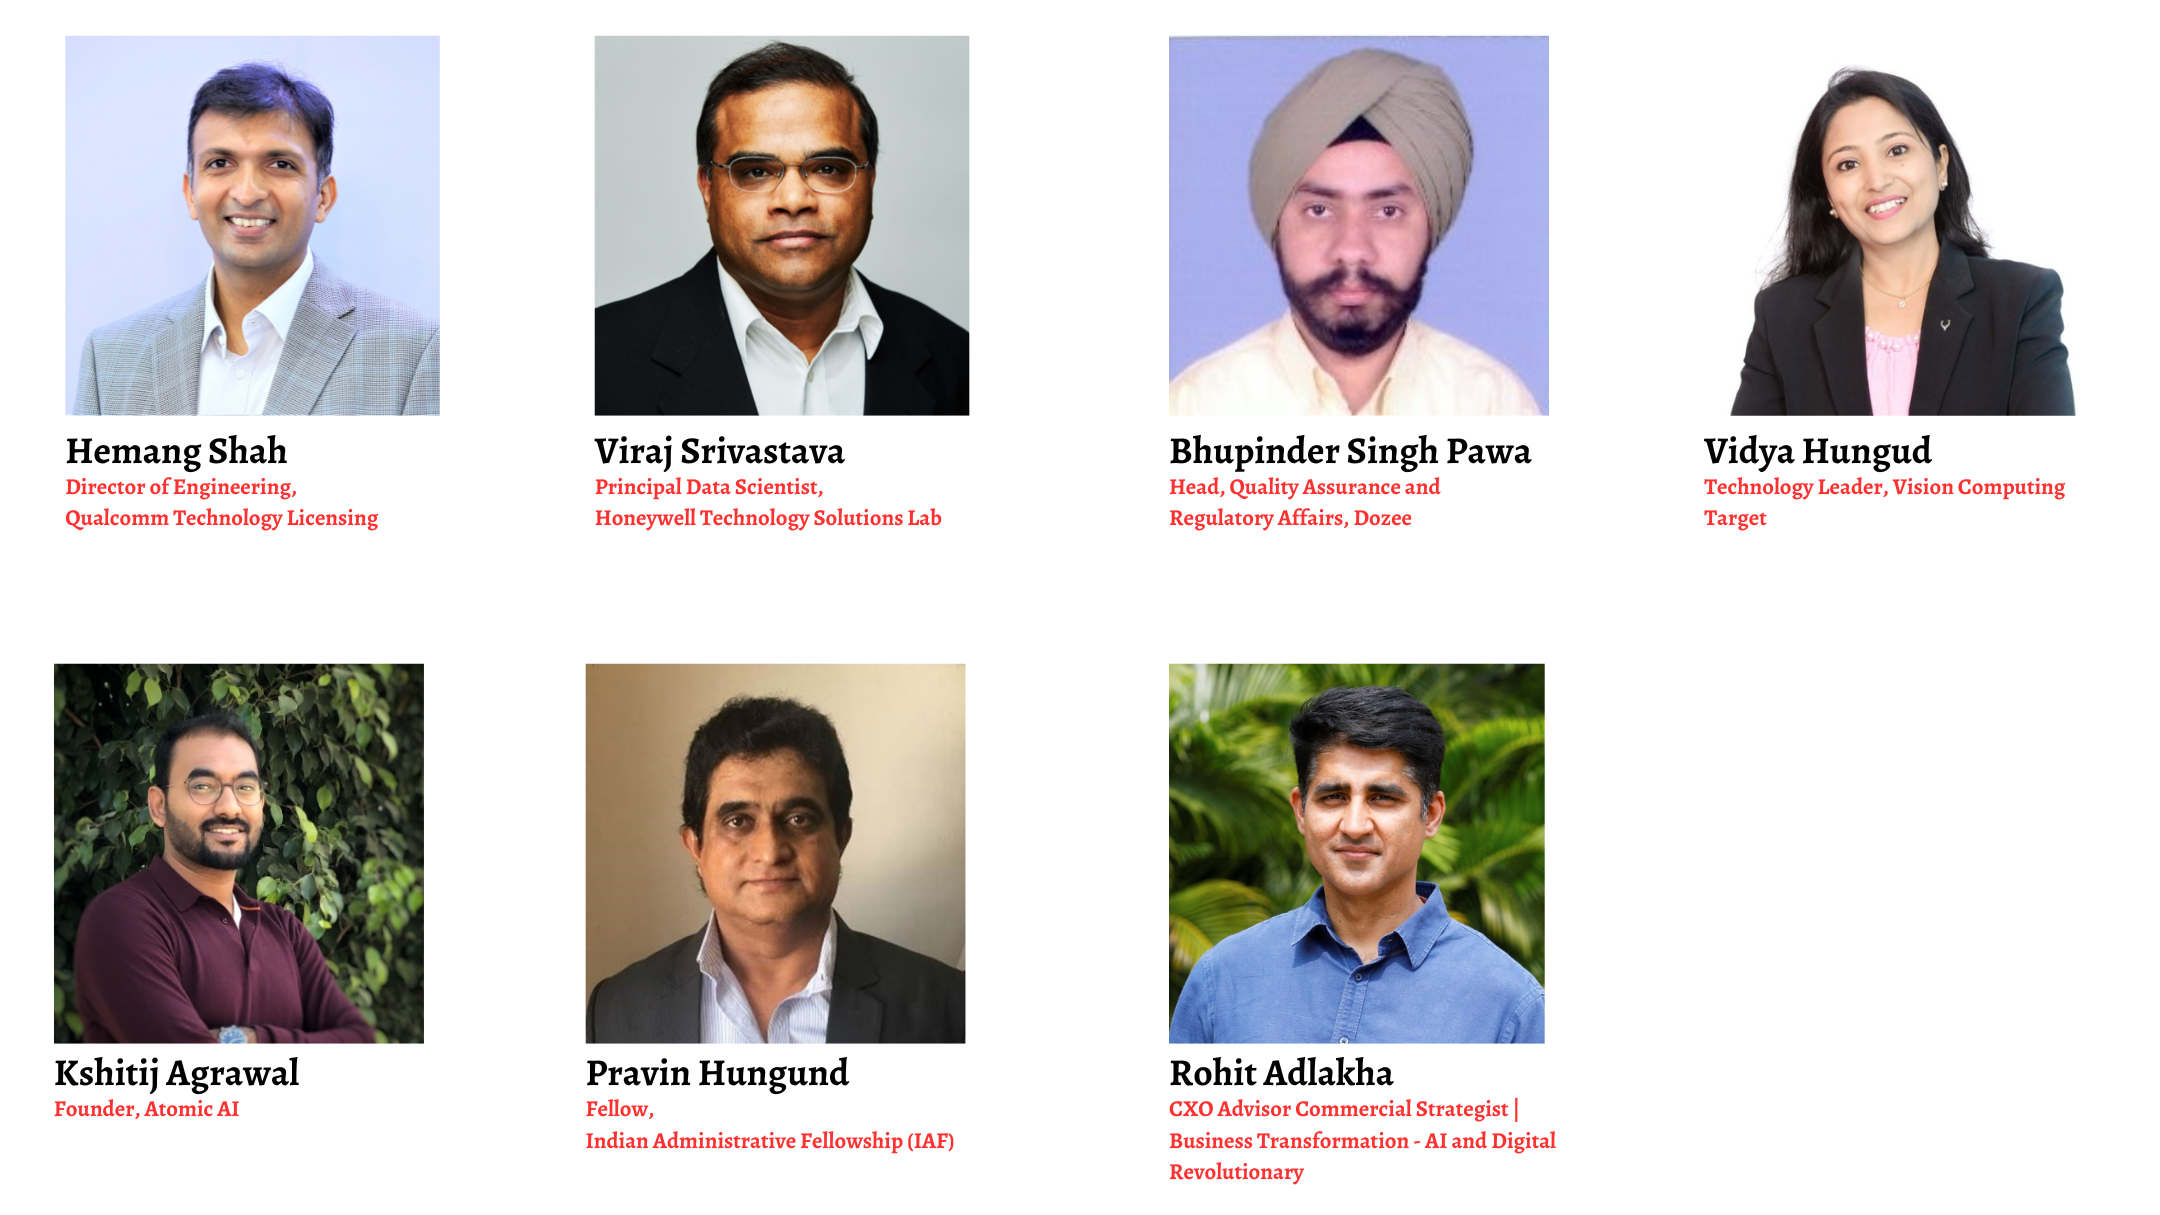 Hemang Shah
Director of Engineering,
Qualcomm Technology Licensing
Viraj Srivastava
Principal Data Scientist,
Honeywell Technology Solutions Lab
Bhupinder Singh Pawa
Head, Quality Assurance and
Regulatory Affairs, Dozee
Vidya Hungud
Technology Leader, Vision Computing
Target
Kshitij Agrawal
Founder, Atomic AI
Pravin Hungund
Fellow,
Indian Administrative Fellowship (IAF)
Rohit Adlakha
CXO Advisor Commercial Strategist |
Business Transformation - AI and Digital
Revolutionary